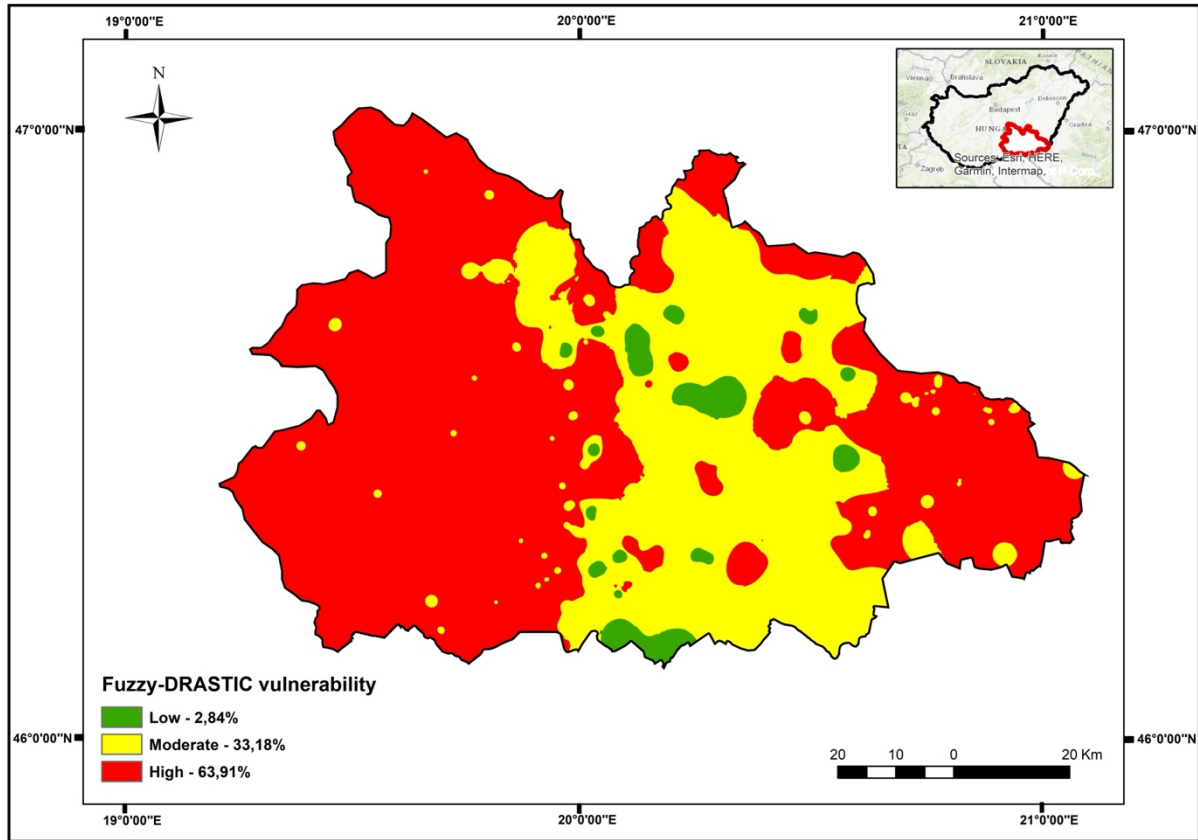 19°0'0"E
20°0'0"E
21°0'0"E
N
SLOVAKIA
Vienna
Bratislava
Budapest
Debrecen
Graz
Oradea
HUNGA
Zagreb
Sources: Esri, HERE,
Garmin, Intermap,
47°0'0"N
47°0'0"N
Fuzzy-DRASTIC vulnerability
Low - 2,84%
Moderate - 33,18%
High - 63,91%
46°0'0"N
46°0'0"N
20 10 0 20 Km
19°0'0"E
20°0'0"E
21°0'0"E